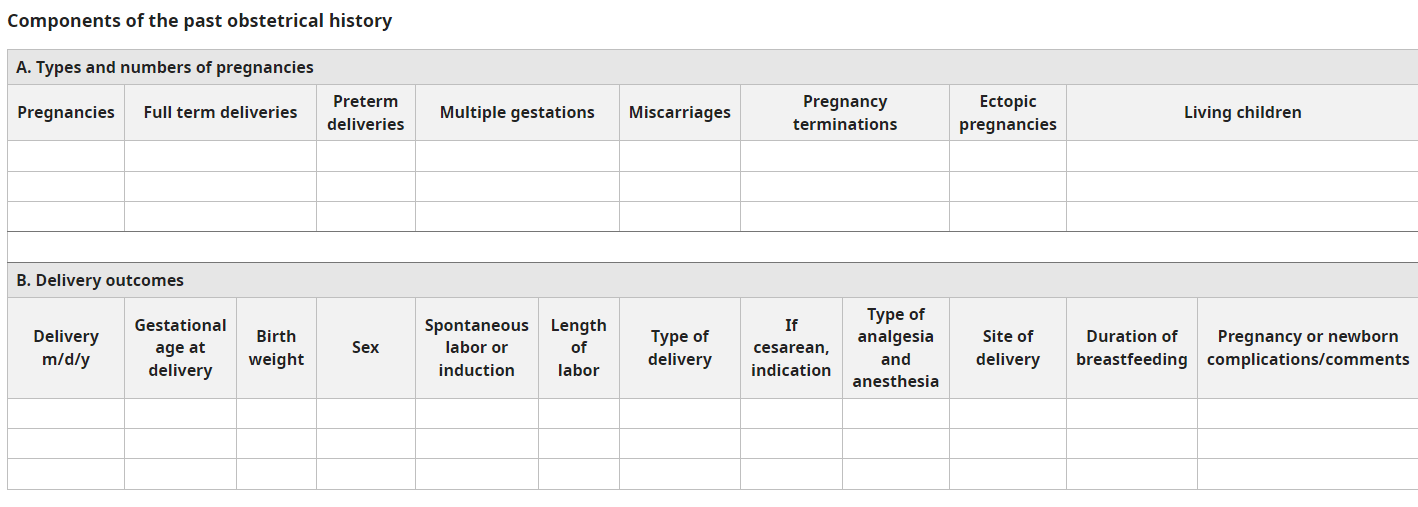 Components of the past obstetrical history
A. Types and numbers of pregnancies
Pregnancies
Full term deliveries
Preterm
deliveries
Multiple gestations
Miscarriages
Pregnancy
terminations
Ectopic
pregnancies
Living children
B. Delivery outcomes
Delivery
m/d/y
Gestational
age at
delivery
Birth
weight
Sex
Spontaneous
labor or
induction
Length
of
labor
Type of
delivery
If
cesarean,
indication
Type of
analgesia
and
anesthesia
Site of
delivery
Duration of
breastfeeding
Pregnancy or newborn
complications/comments